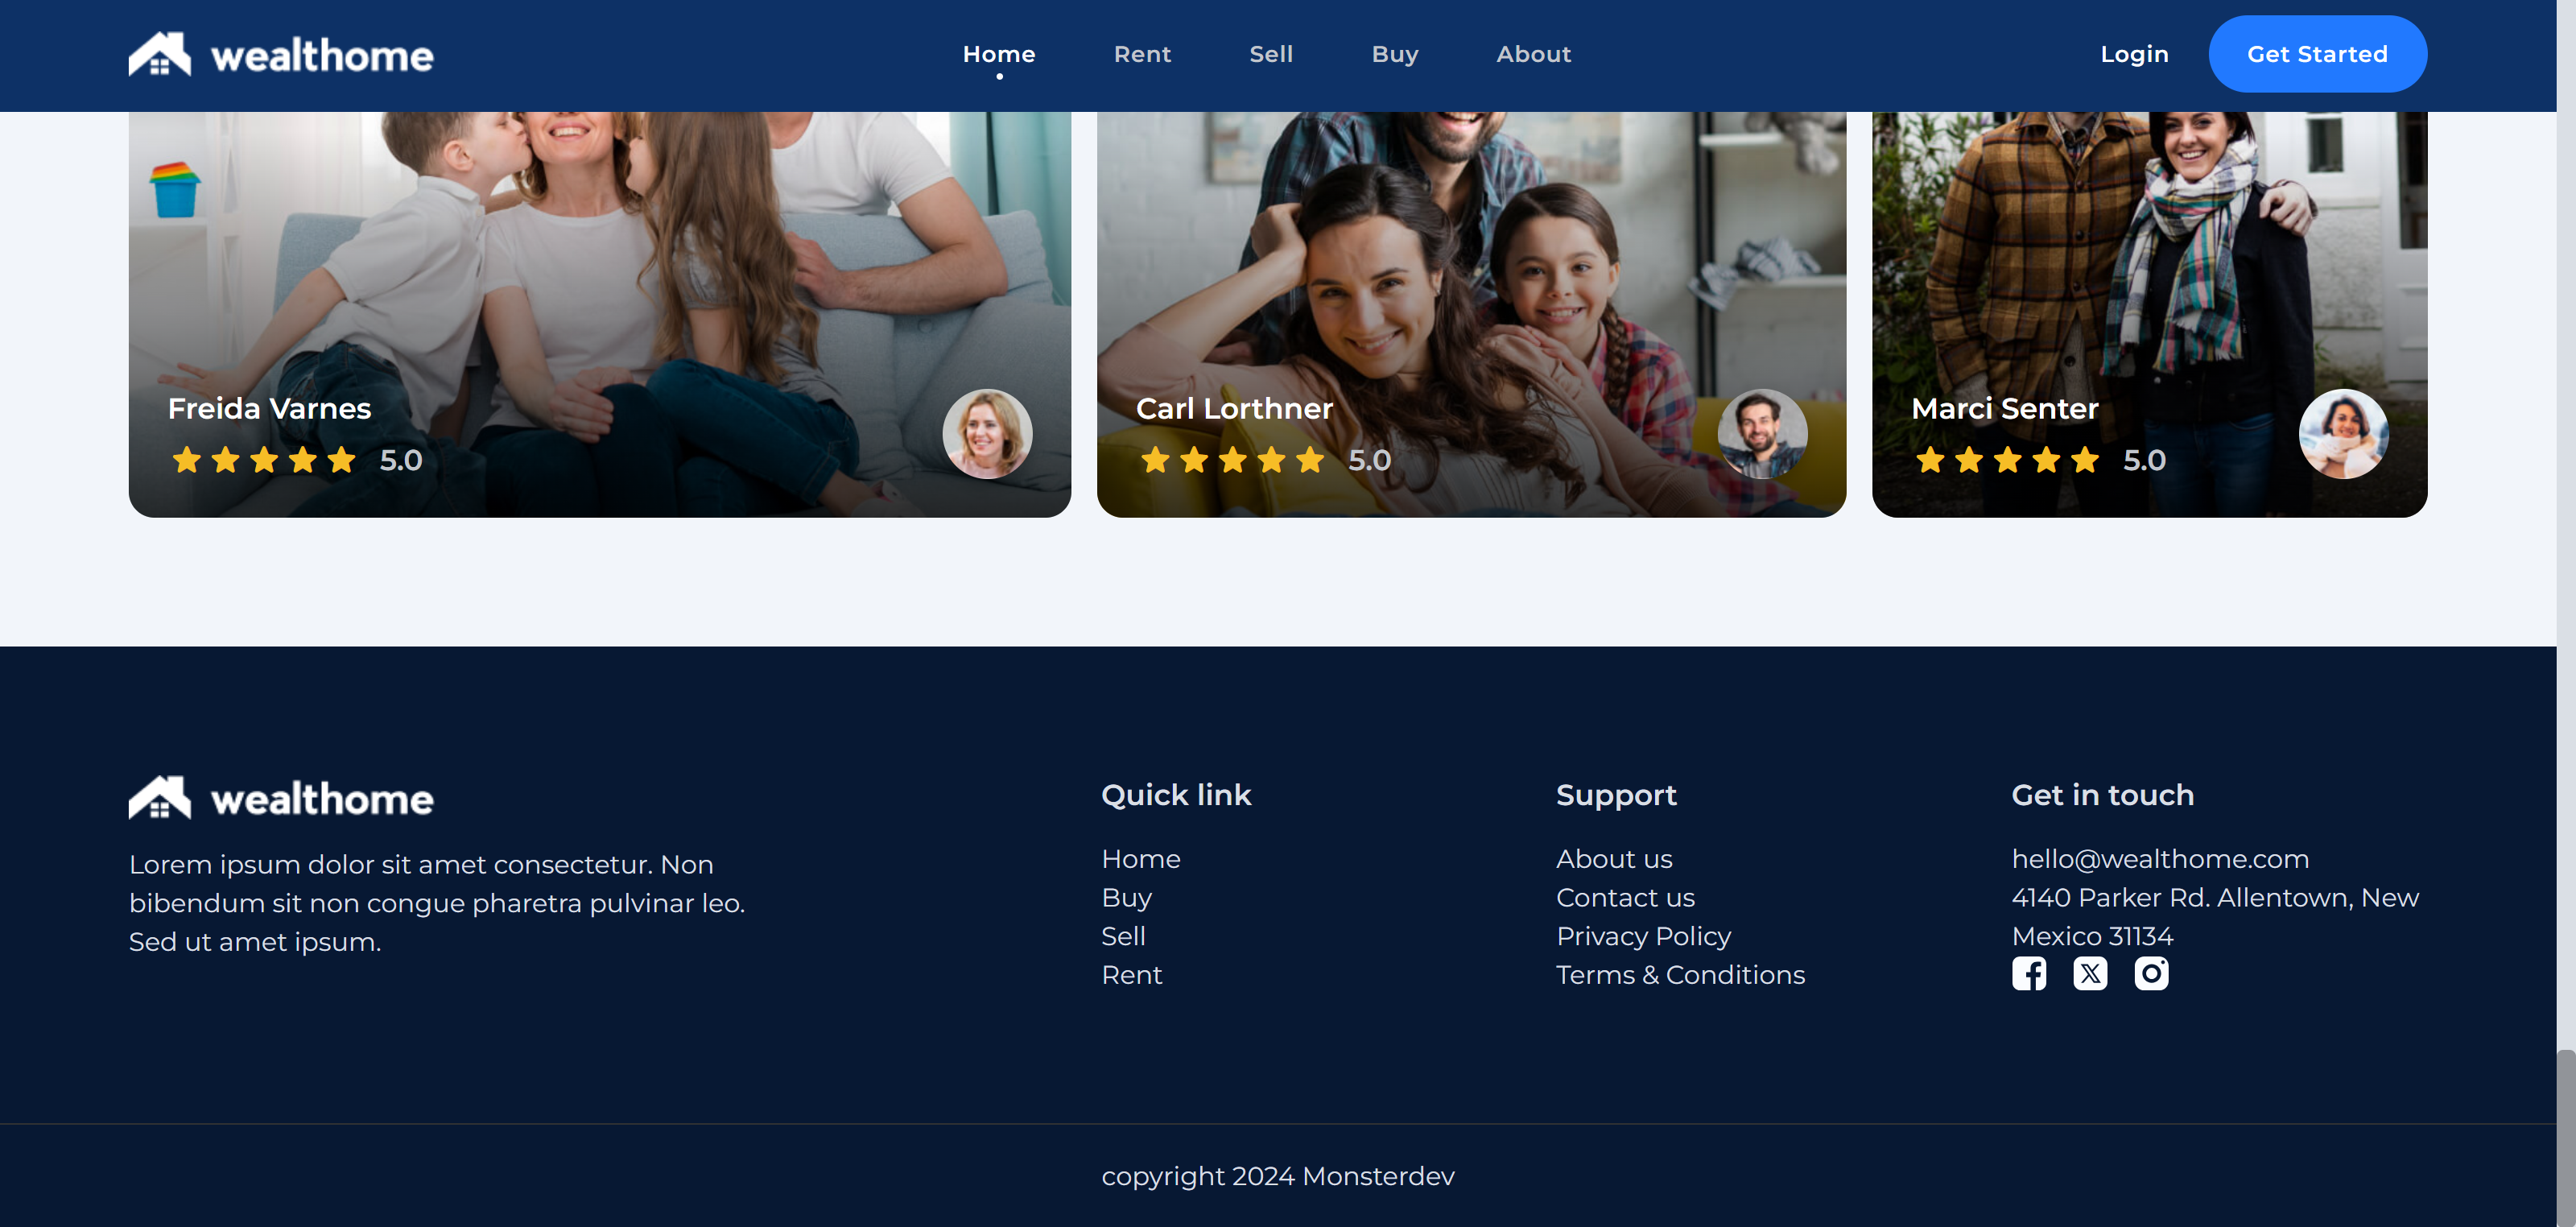 wealthome
Home Rent Sell Buy About
Login Get Started
Freida Varnes
5.0
Carl Lorthner
5.0
Marci Senter
5.0
wealthome
Lorem ipsum dolor sit amet consectetur. Non
bibendum sit non congue pharetra pulvinar leo.
Sed ut amet ipsum.
Quick link
Home
Buy
Sell
Rent
Support
About us
Contact us
Privacy Policy
Terms & Conditions
Get in touch
hello@wealthome.com
4140 Parker Rd. Allentown, New
Mexico 31134
copyright 2024 Monsterdev